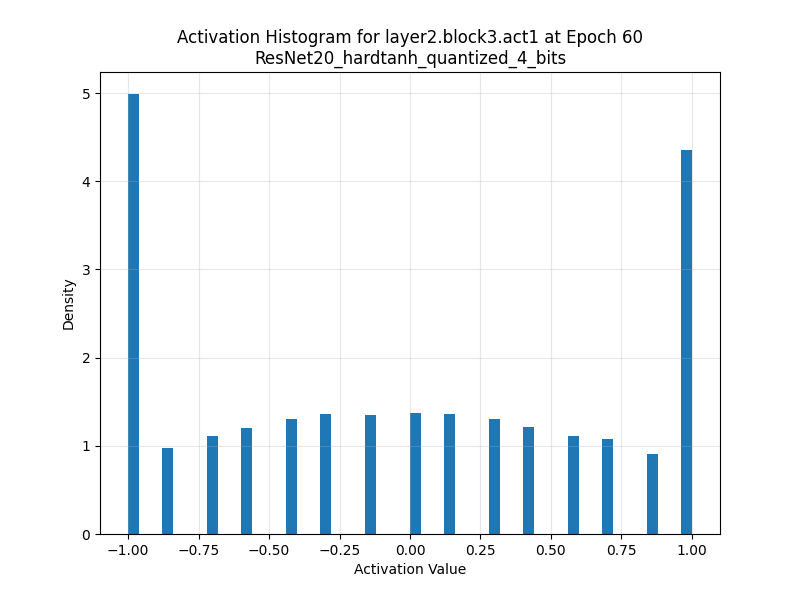 Activation Histogram for layer2.block3.act1 at Epoch 60
ResNet20_hardtanh_quantized_4_bits
5
4
3
2
1
0
Density
−1.00 −0.75 −0.50 −0.25 0.00 0.25 0.50 0.75 1.00
Activation Value